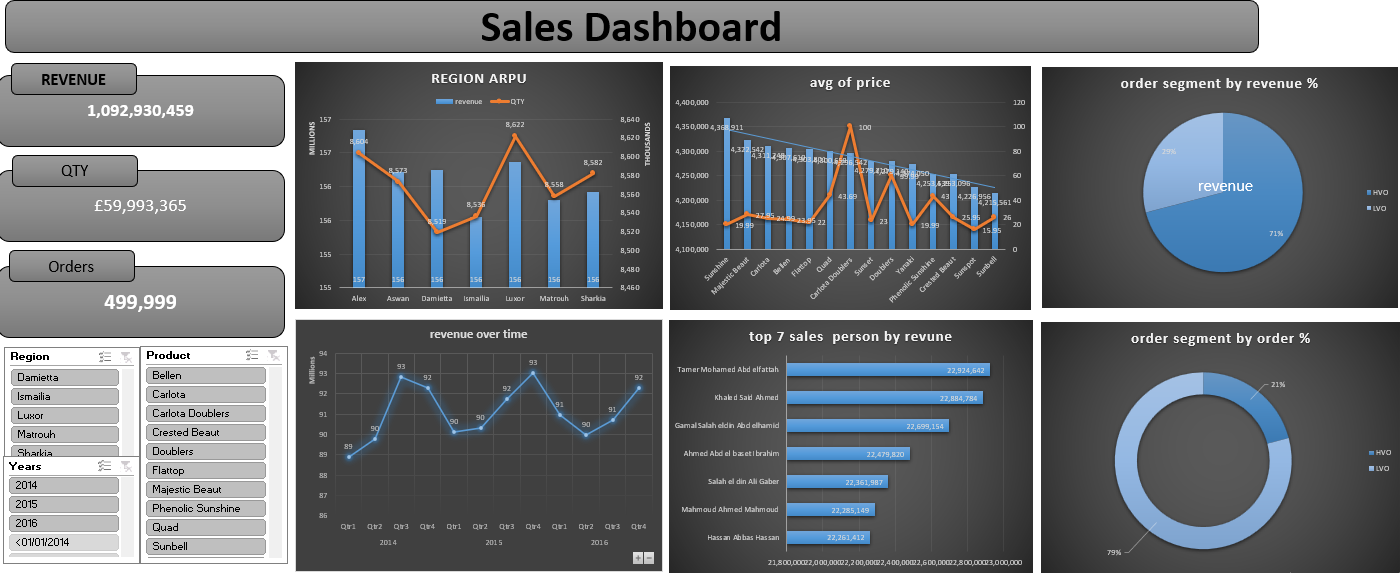 Sales Dashboard
REVENUE
1,092,930,459
QTY
£59,993,365
Orders
499,999
Region
Damietta
Ismailia
Luxor
Matrouh
Sharkia
Years
2014
2015
2016
<01/01/2014
Product
Bellen
Carlota
Carlota Doublers
Crested Beaut
Doublers
Flattop
Majestic Beaut
Phenolic Sunshine
Quad
Sunbell
REGION ARPU
revenue QTY
MILLIONS
THOUSANDS
157
157
156
156
155
155
8,640
8,620
8,600
8,580
8,560
8,540
8,520
8,500
8,480
8,460
8,604
8,573
8,519
8,536
8,622
8,558
8,582
157 156 156 156 156 156 156
Alex Aswan Damietta Ismailia Luxor Matrouh Sharkia
avg of price
4,400,000
4,350,000
4,300,000
4,250,000
4,200,000
4,150,000
4,100,000
120
100
80
60
40
20
0
4,368,911
4,322,542
19.99
27.95
24.99
23.95
22
43.69
100
23
19.99
43
25.95
15.95
26
4,226,956
Sunshine
Majestic Beaut
Carlota
Bellen
Flattop
Quad
Carlota Doublers
Sunset
Doublers
Yanaki
Phenolic Sunshine
Crested Beaut
Sunspot
Sunbell
order segment by revenue %
29%
revenue
71%
HVO
LVO
revenue over time
Millions
94
93
92
91
90
89
88
87
86
89 90 93 92 90 90 92 93 91 90 91 92
Qtr1 Qtr2 Qtr3 Qtr4 Qtr1 Qtr2 Qtr3 Qtr4 Qtr1 Qtr2 Qtr3 Qtr4
2014 2015 2016
top 7 sales person by revune
Tamer Mohamed Abd elfattah 22,924,642
Khaled Said Ahmed 22,884,784
Gamal Salah eldin Abd elhamid 22,699,154
Ahmed Abd el baset Ibrahim 22,479,820
Salah el din Ali Gaber 22,361,987
Mahmoud Ahmed Mahmoud 22,285,149
Hassan Abbas Hassan 22,261,412
21,800,000 22,000,000 22,200,000 22,400,000 22,600,000 22,800,000 23,000,000
order segment by order %
21%
79%
HVO
LVO